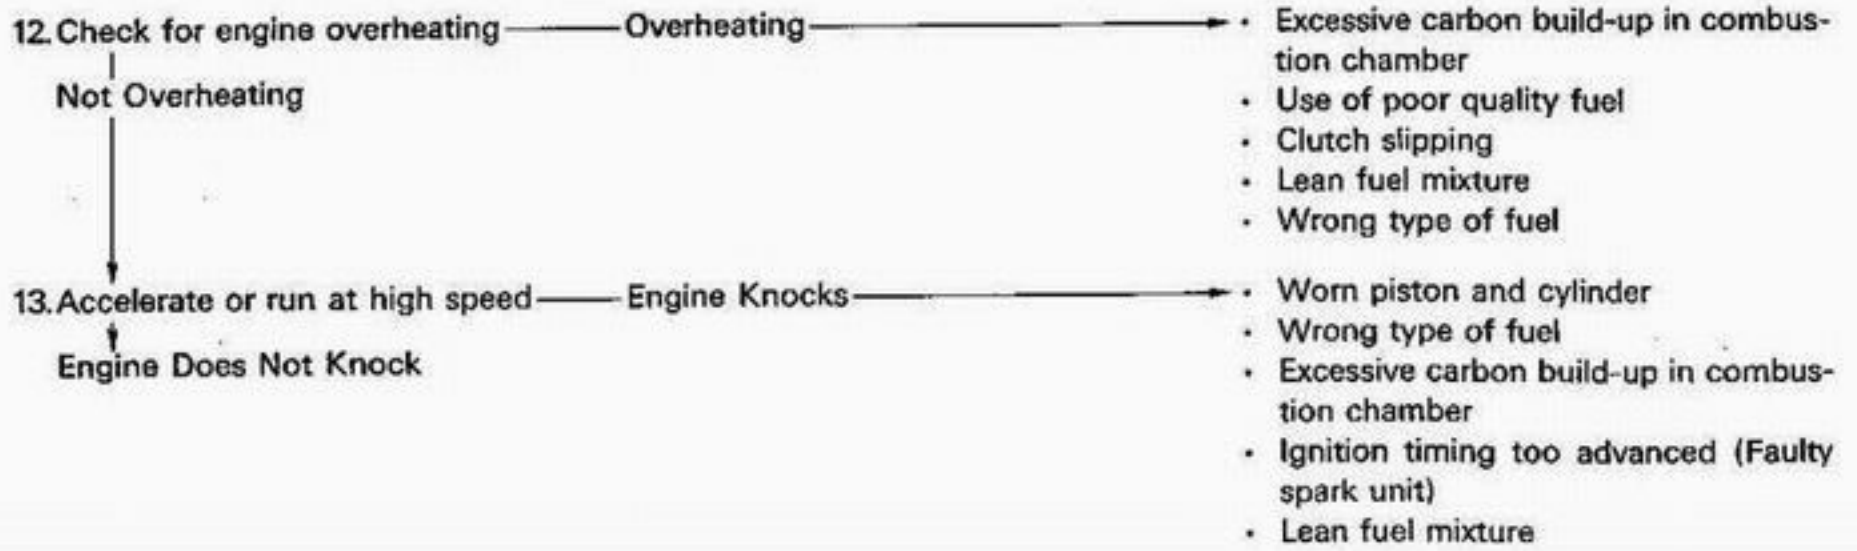 12. Check for engine overheating
Overheating
· Excessive carbon build-up in combus-
tion chamber
Not Overheating
· Use of poor quality fuel
· Clutch slipping
· Lean fuel mixture
· Wrong type of fuel
13. Accelerate or run at high speed
Engine Knocks
· Worn piston and cylinder
· Wrong type of fuel
Engine Does Not Knock
· Excessive carbon build-up in combus-
tion chamber
· Ignition timing too advanced (Faulty
spark unit)
· Lean fuel mixture